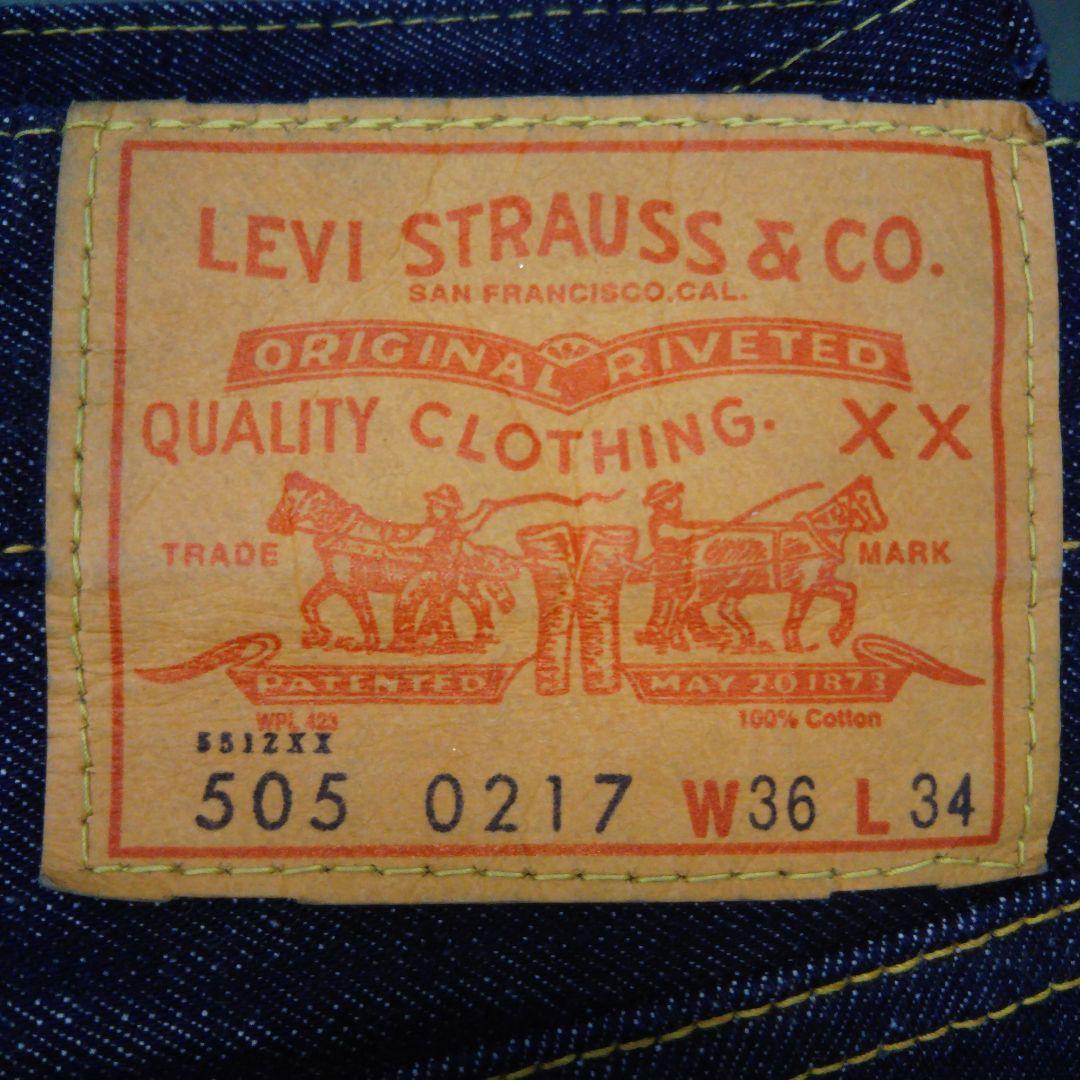 LEVI STRAUSS & CO.
SAN FRANCISCO, CAL.
ORIGINAL RIVETED
QUALITY CLOTHING. XX
TRADE MARK
PATENTED MAY 20 1873
WPL 423 100% Cotton
5512XX
505 0217 W36 L34